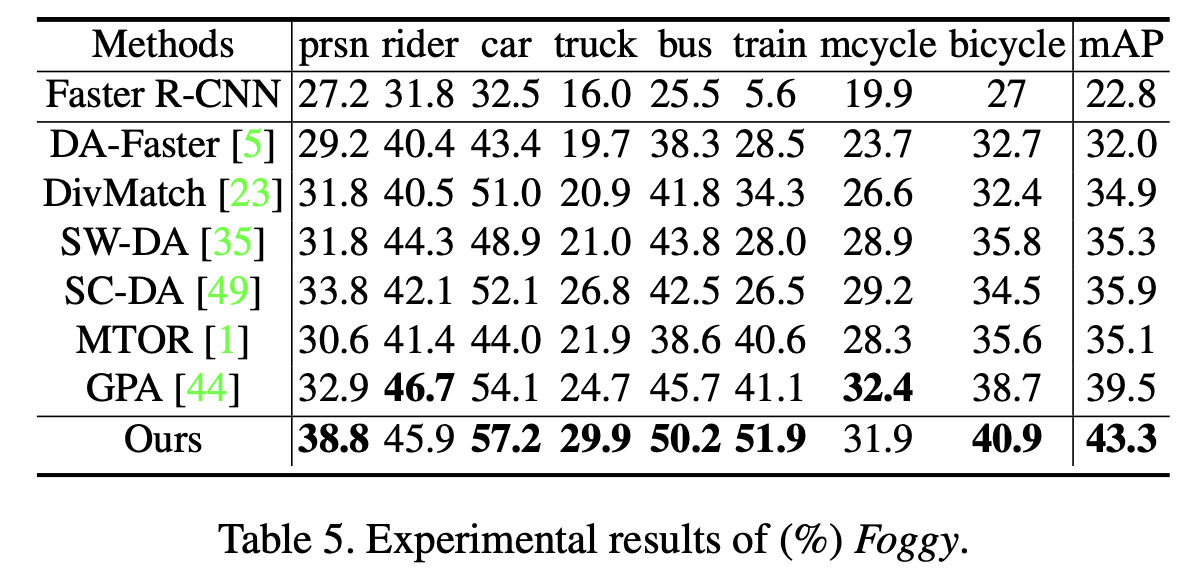 Methods prsn rider car truck bus train mcycle bicycle mAP
Faster R-CNN 27.2 31.8 32.5 16.0 25.5 5.6 19.9 27 22.8
DA-Faster [5] 29.2 40.4 43.4 19.7 38.3 28.5 23.7 32.7 32.0
DivMatch [23] 31.8 40.5 51.0 20.9 41.8 34.3 26.6 32.4 34.9
SW-DA [35] 31.8 44.3 48.9 21.0 43.8 28.0 28.9 35.8 35.3
SC-DA [49] 33.8 42.1 52.1 26.8 42.5 26.5 29.2 34.5 35.9
MTOR [1] 30.6 41.4 44.0 21.9 38.6 40.6 28.3 35.6 35.1
GPA [44] 32.9 46.7 54.1 24.7 45.7 41.1 32.4 38.7 39.5
Ours 38.8 45.9 57.2 29.9 50.2 51.9 31.9 40.9 43.3
Table 5. Experimental results of (%) Foggy.